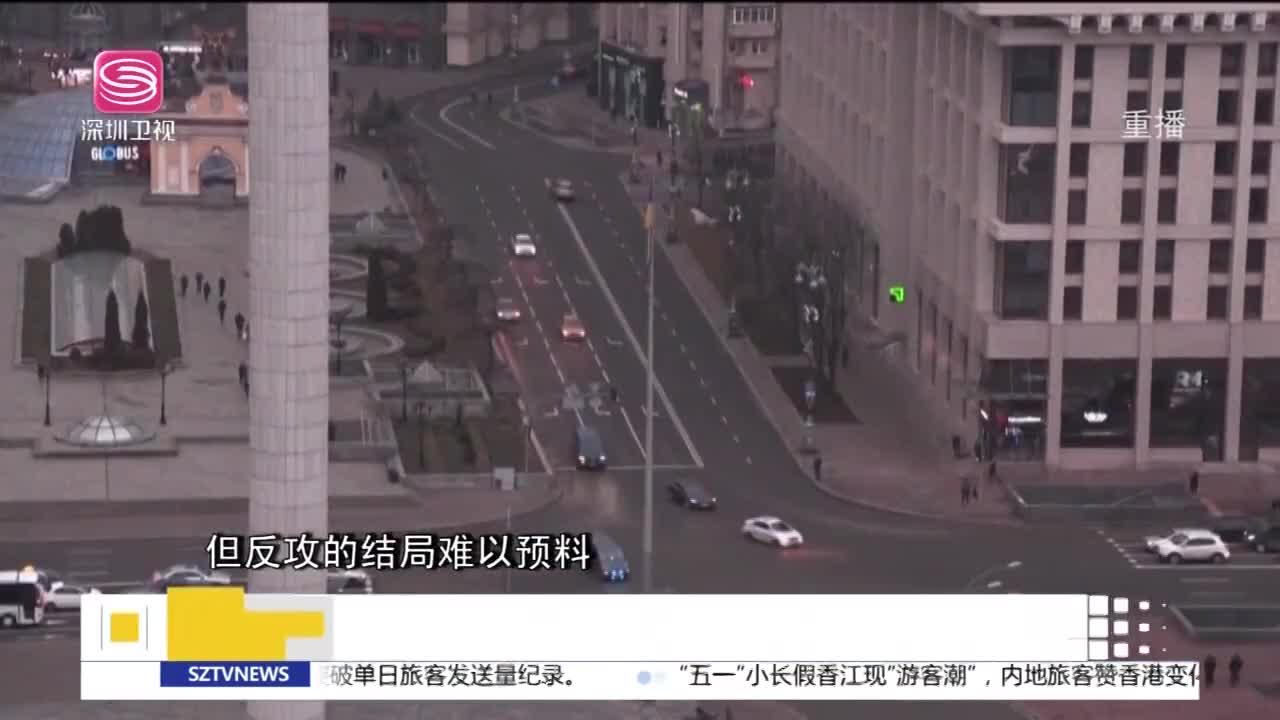 深圳卫视
GLOBUS
重播
但反攻的结局难以预料
SZTVNEWS
破单日旅客发送量纪录。 “五一”小长假香江现“游客潮”，内地旅客赞香港变